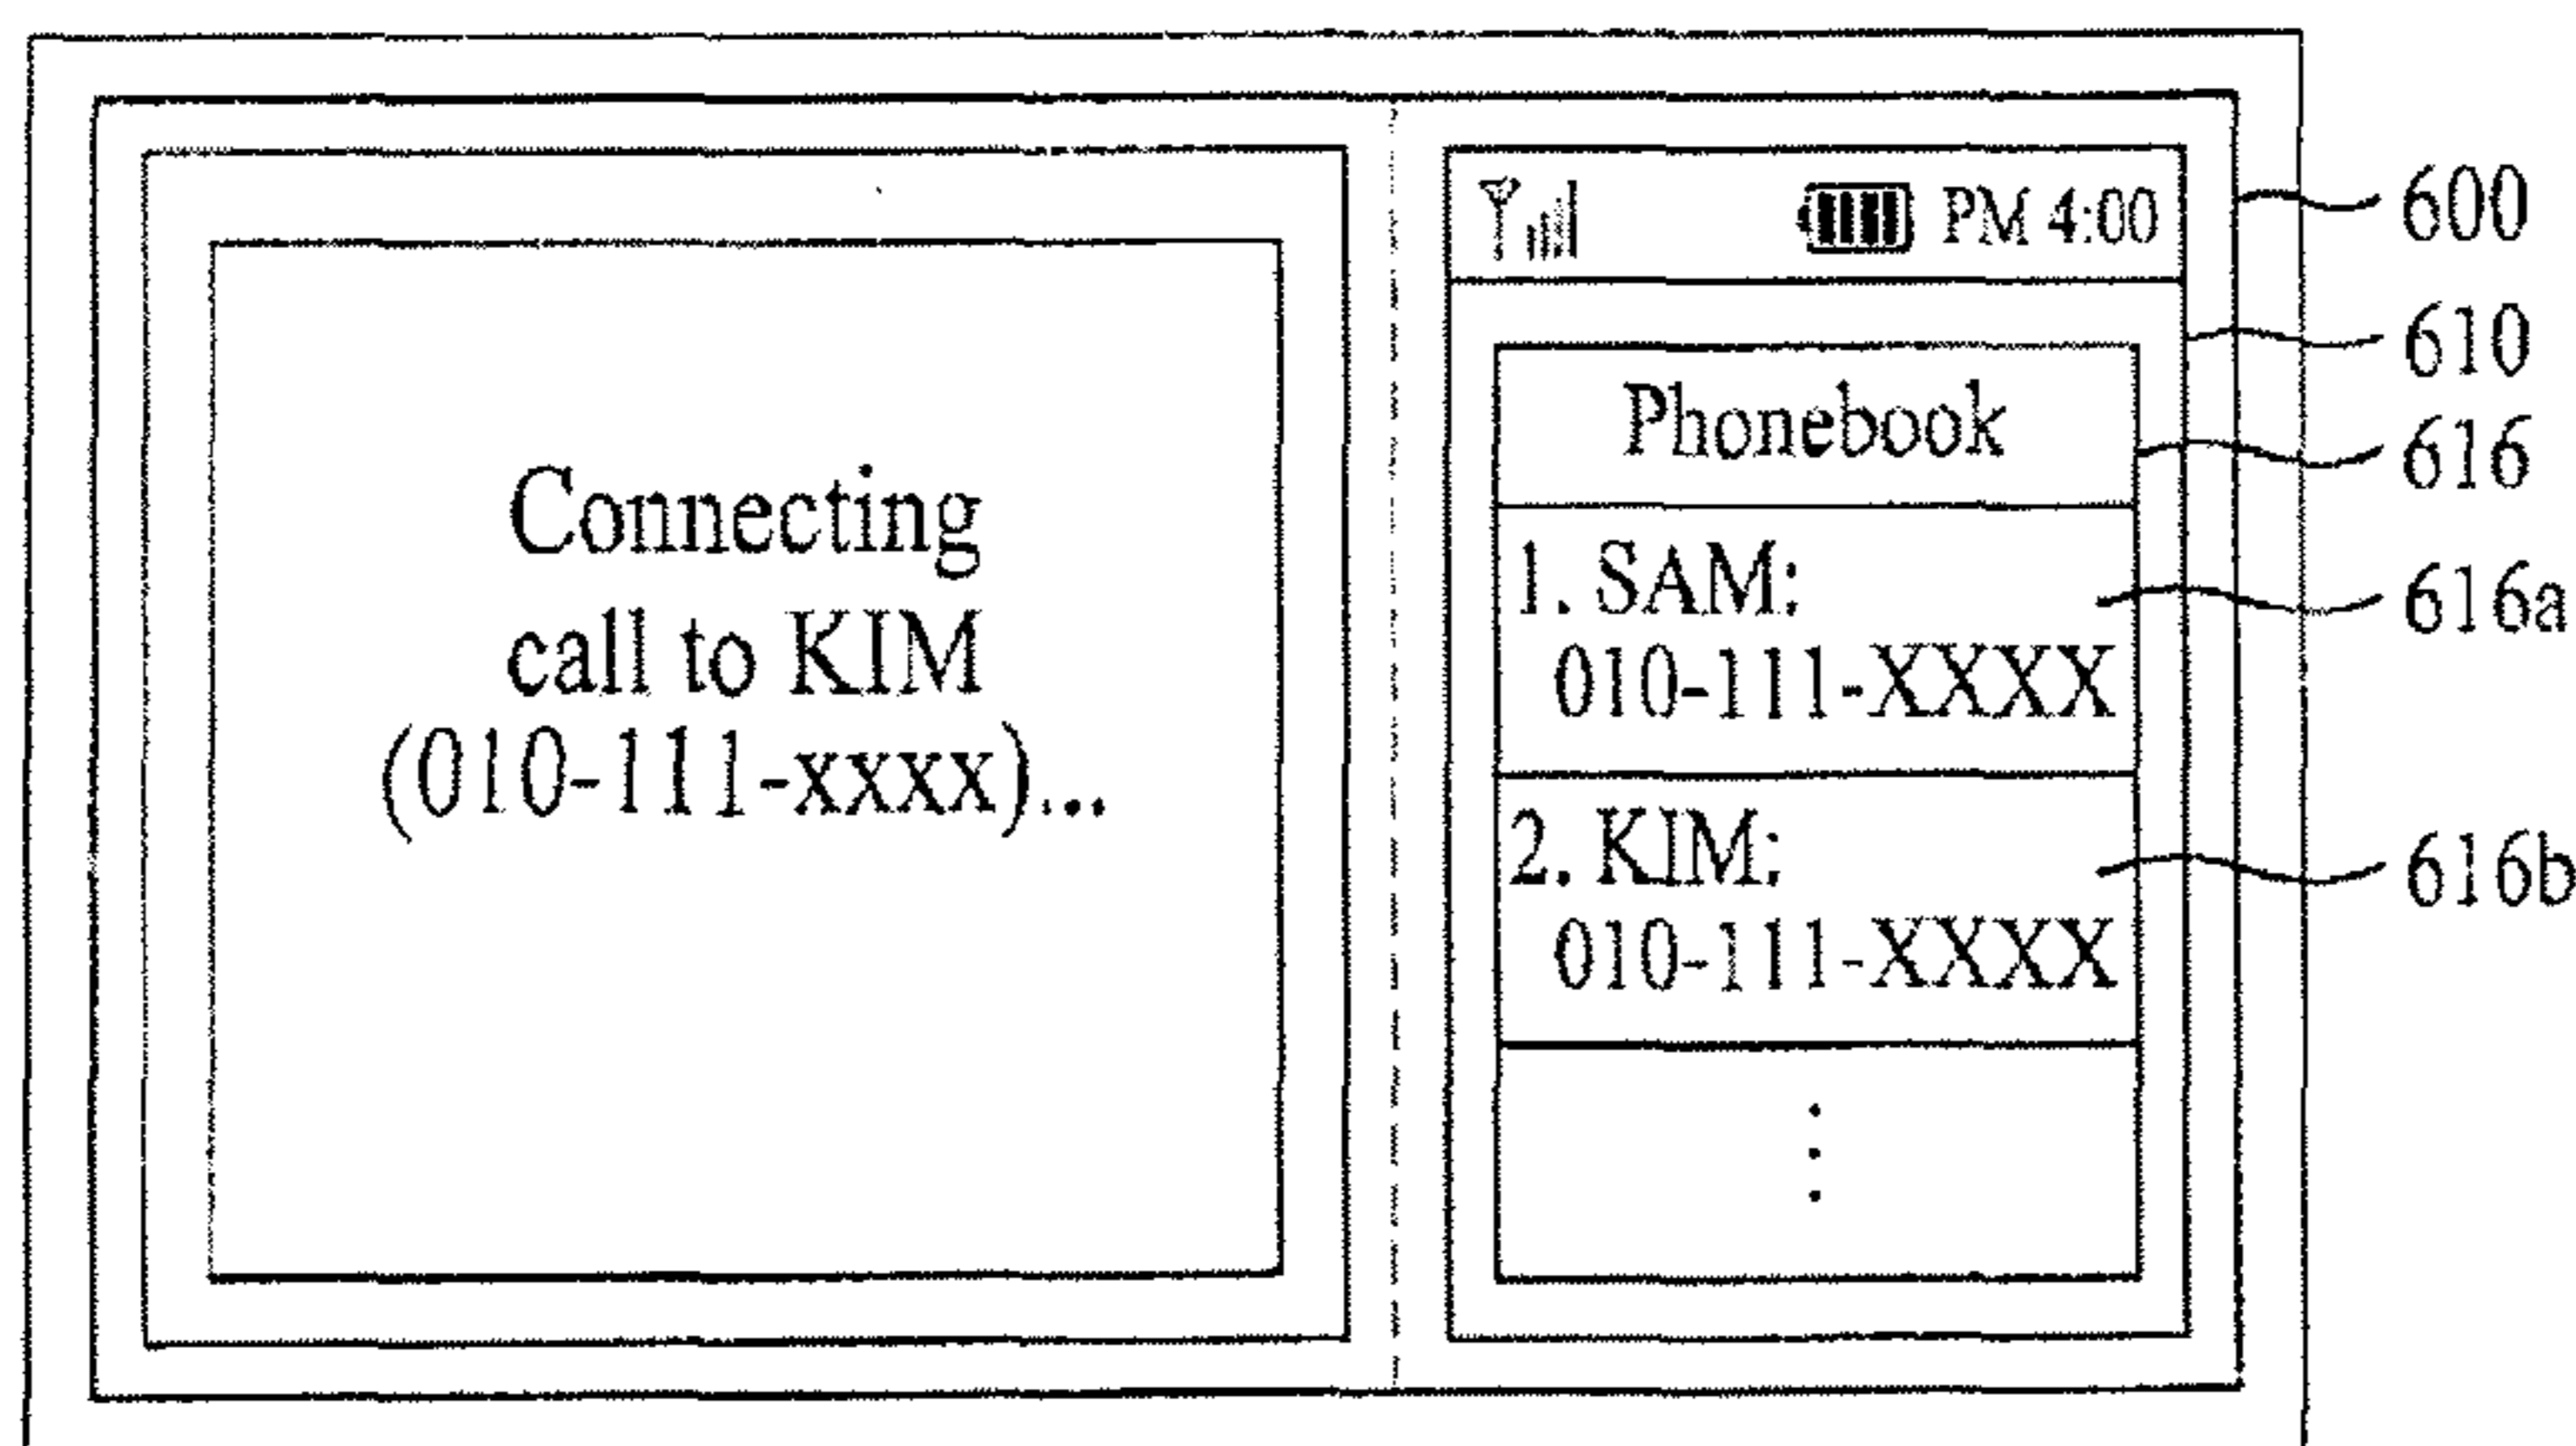 Connecting
call to KIM
(010-111-xxxx)...
PM 4:00
Phonebook
1. SAM:
010-111-XXXX
2. KIM:
010-111-XXXX
600
610
616
616a
616b